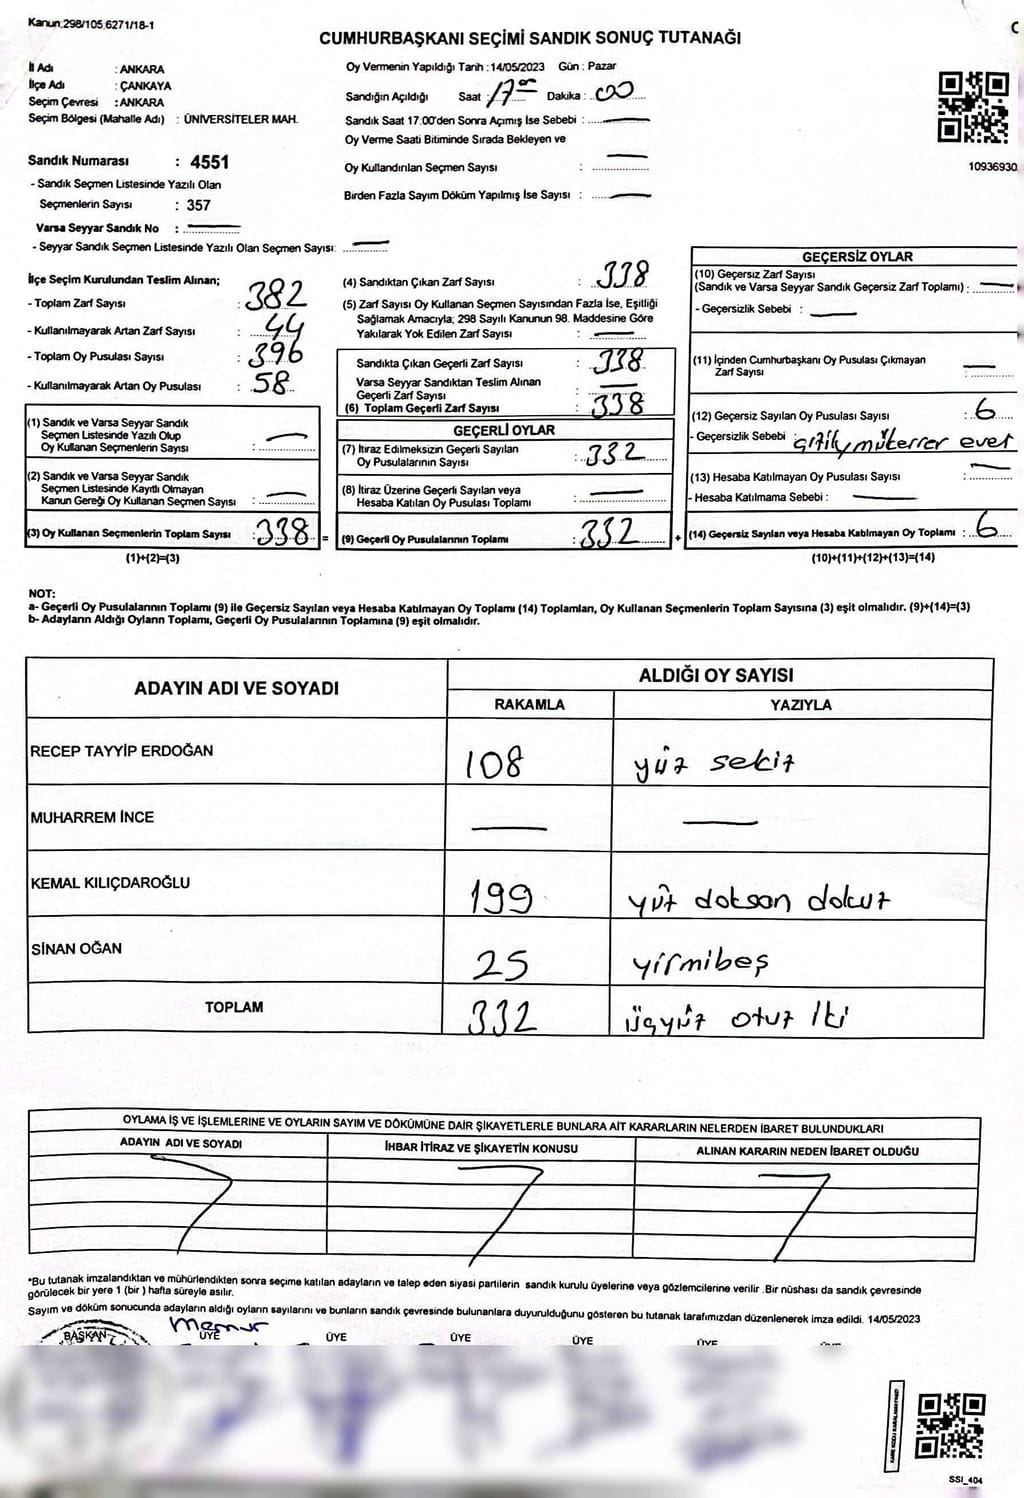 Kanun:298/105,6271/18-1
CUMHURBAŞKANI SEÇİMİ SANDIK SONUÇ TUTANAĞI
İl Adı : ANKARA
İlçe Adı : ÇANKAYA
Seçim Çevresi : ANKARA
Seçim Bölgesi (Mahalle Adı) : ÜNİVERSİTELER MAH.
Sandık Numarası : 4551
- Sandık Seçmen Listesinde Yazılı Olan
Seçmenlerin Sayısı : 357
Varsa Seyyar Sandık No :
- Seyyar Sandık Seçmen Listesinde Yazılı Olan Seçmen Sayısı:
Oy Vermenin Yapıldığı Tarih : 14/05/2023 Gün : Pazar
Sandığın Açıldığı Saat : 17 00 Dakika : 00
Sandık Saat 17:00'den Sonra Açımış İse Sebebi :
Oy Verme Saati Bitiminde Sırada Bekleyen ve
Oy Kullandırılan Seçmen Sayısı :
Birden Fazla Sayım Döküm Yapılmış İse Sayısı :
10936930
İlçe Seçim Kurulundan Teslim Alınan;
- Toplam Zarf Sayısı : 382
- Kullanılmayarak Artan Zarf Sayısı : 44
- Toplam Oy Pusulası Sayısı : 396
- Kullanılmayarak Artan Oy Pusulası : 58
(1) Sandık ve Varsa Seyyar Sandık
Seçmen Listesinde Yazılı Olup
Oy Kullanan Seçmenlerin Sayısı :
(2) Sandık ve Varsa Seyyar Sandık
Seçmen Listesinde Kayıtlı Olmayan
Kanun Gereği Oy Kullanan Seçmen Sayısı :
(3) Oy Kullanan Seçmenlerin Toplam Sayısı : 338 =
(1)+(2)=(3)
(4) Sandıktan Çıkan Zarf Sayısı : 338
(5) Zarf Sayısı Oy Kullanan Seçmen Sayısından Fazla İse, Eşitliği
Sağlamak Amacıyla, 298 Sayılı Kanunun 98. Maddesine Göre
Yakılarak Yok Edilen Zarf Sayısı :
Sandıkta Çıkan Geçerli Zarf Sayısı : 338
Varsa Seyyar Sandıktan Teslim Alınan
Geçerli Zarf Sayısı :
(6) Toplam Geçerli Zarf Sayısı : 338
GEÇERLİ OYLAR
(7) İtiraz Edilmeksizin Geçerli Sayılan
Oy Pusulalarının Sayısı : 332
(8) İtiraz Üzerine Geçerli Sayılan veya
Hesaba Katılan Oy Pusulası Toplamı :
(9) Geçerli Oy Pusulalarının Toplamı : 332 +
GEÇERSİZ OYLAR
(10) Geçersiz Zarf Sayısı
(Sandık ve Varsa Seyyar Sandık Geçersiz Zarf Toplamı) :
- Geçersizlik Sebebi :
(11) İçinden Cumhurbaşkanı Oy Pusulası Çıkmayan
Zarf Sayısı :
(12) Geçersiz Sayılan Oy Pusulası Sayısı : 6
- Geçersizlik Sebebi : mükerrer evet
(13) Hesaba Katılmayan Oy Pusulası Sayısı :
- Hesaba Katılmama Sebebi :
(14) Geçersiz Sayılan veya Hesaba Katılmayan Oy Toplamı : 6
(10)+(11)+(12)+(13)=(14)
NOT:
a- Geçerli Oy Pusulalarının Toplamı (9) ile Geçersiz Sayılan veya Hesaba Katılmayan Oy Toplamı (14) Toplamları, Oy Kullanan Seçmenlerin Toplam Sayısına (3) eşit olmalıdır. (9)+(14)=(3)
b- Adayların Aldığı Oyların Toplamı, Geçerli Oy Pusulalarının Toplamına (9) eşit olmalıdır.
ADAYIN ADI VE SOYADI
ALDIĞI OY SAYISI
RAKAMLA YAZIYLA
RECEP TAYYİP ERDOĞAN 108 yüz sekiz
MUHARREM İNCE
KEMAL KILIÇDAROĞLU 199 yüz doksan dokuz
SİNAN OĞAN 25 yirmibeş
TOPLAM 332 üçyüz otuz iki
OYLAMA İŞ VE İŞLEMLERİNE VE OYLARIN SAYIM VE DÖKÜMÜNE DAİR ŞİKAYETLERLE BUNLARA AİT KARARLARIN NELERDEN İBARET BULUNDUKLARI
ADAYIN ADI VE SOYADI İHBAR İTİRAZ VE ŞİKAYETİN KONUSU ALINAN KARARIN NEDEN İBARET OLDUĞU
*Bu tutanak imzalandıktan ve mühürlendikten sonra seçime katılan adayların ve talep eden siyasi partilerin sandık kurulu üyelerine veya gözlemcilerine verilir .Bir nüshası da sandık çevresinde
görülecek bir yere 1 (bir ) hafta süreyle asılır.
Sayım ve döküm sonucunda adayların aldığı oyların sayılarını ve bunların sandık çevresinde bulunanlara duyurulduğunu gösteren bu tutanak tarafımızdan düzenlenerek imza edildi. 14/05/2023
Memur
BAŞKAN ÜYE ÜYE ÜYE ÜYE ÜYE
SSI_404